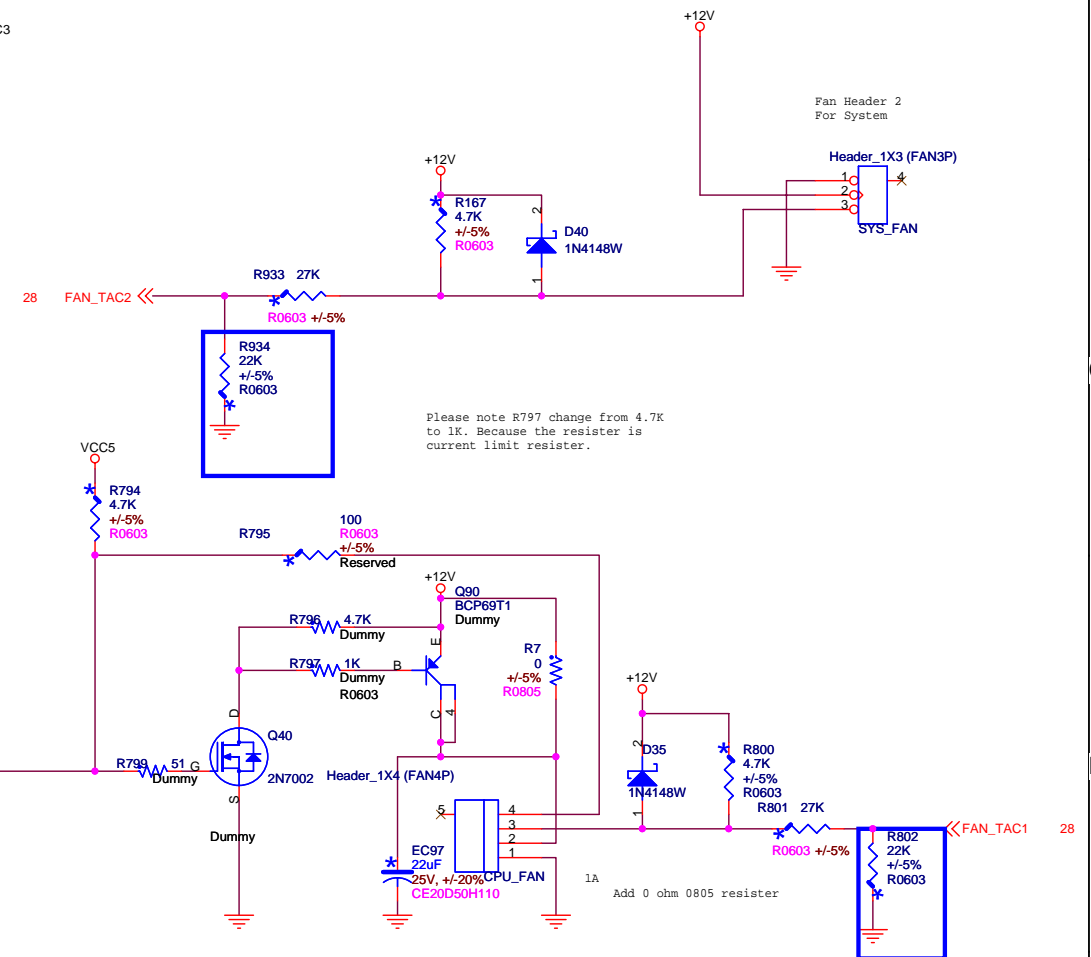 C3
+12V
Fan Header 2
For System
Header_1X3 (FAN3P)
1
2
3
4
SYS_FAN
+12V
R167
4.7K
+/-5%
R0603
2
D40
1N4148W
1
R933 27K
28 FAN_TAC2
R0603 +/-5%
R934
22K
+/-5%
R0603
Please note R797 change from 4.7K
to 1K. Because the resister is
current limit resister.
VCC5
R794
4.7K
+/-5%
R0603
R795
100
R0603
+/-5%
Reserved
+12V
Q90
BCP69T1
Dummy
R796 4.7K
Dummy
E
R797 1K
B
Dummy
R0603
C
4
R7
0
+/-5%
R0805
D
Q40
2N7002
R799 51 G
Dummy
S
Dummy
Header_1X4 (FAN4P)
5
4
3
2
1
CPU_FAN
EC97
22uF
25V, +/-20%
CE20D50H110
1A
Add 0 ohm 0805 resister
+12V
2
D35
1N4148W
1
R800
4.7K
+/-5%
R0603
R801 27K
R0603 +/-5%
FAN_TAC1 28
R802
22K
+/-5%
R0603